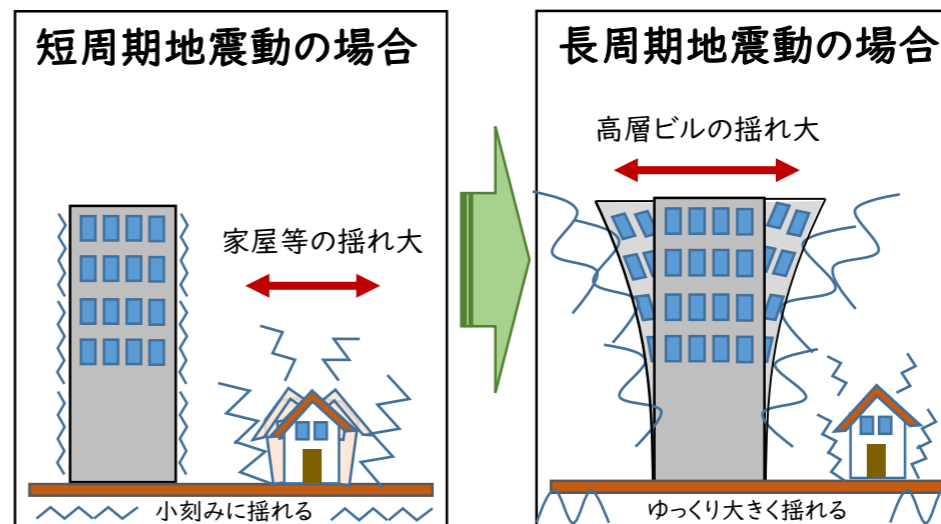 短周期地震動の場合
家屋等の揺れ大
小刻みに揺れる
長周期地震動の場合
高層ビルの揺れ大
ゆっくり大きく揺れる